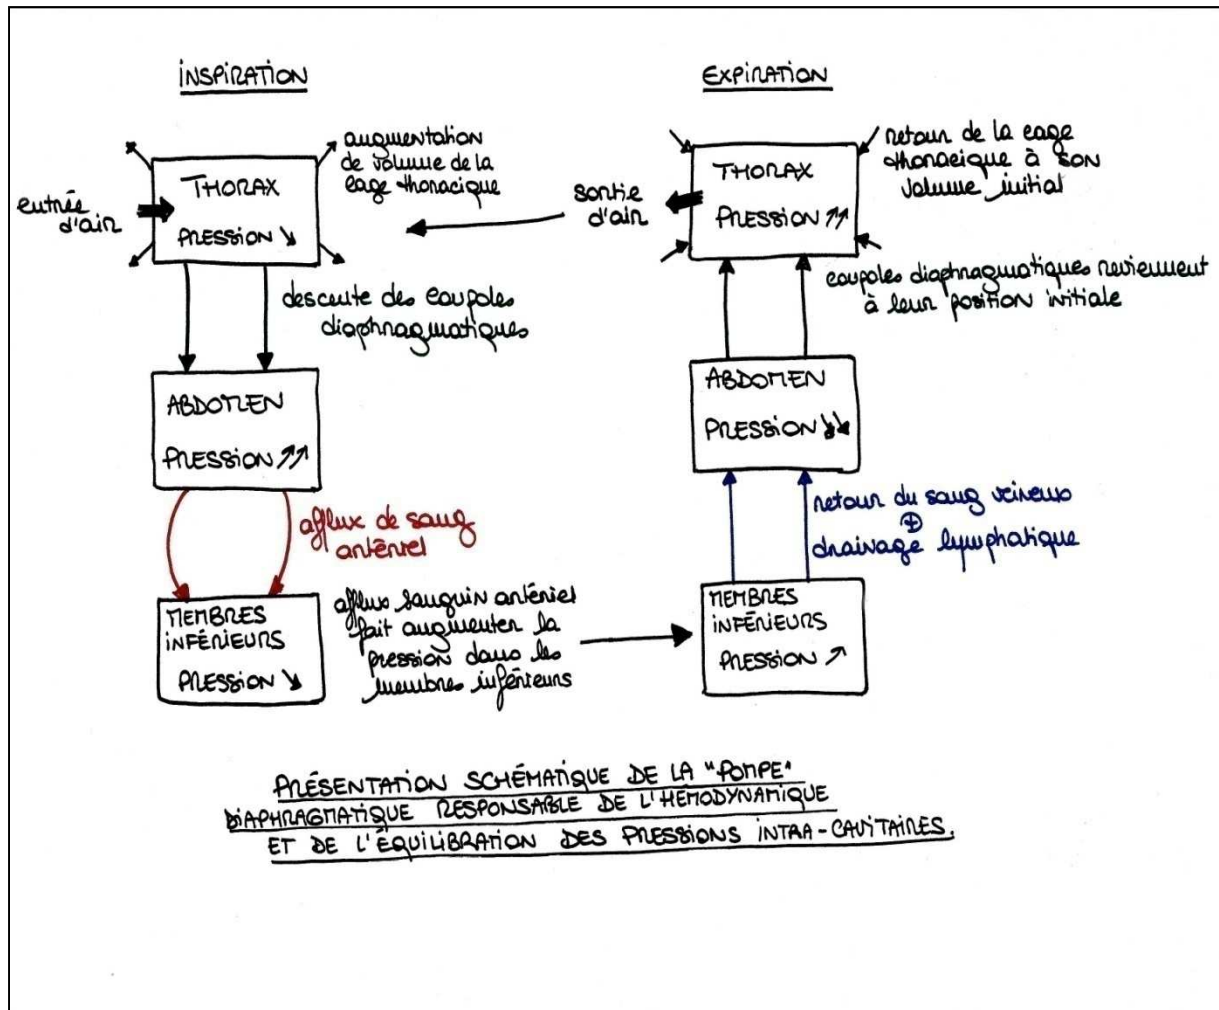 INSPIRATION
entrée
d'air
THORAX
PRESSION ↘
augmentation
de volume de la
cage thoracique
descente des coupoles
diaphragmatiques
ABDOMEN
PRESSION ↗↗
afflux de sang
artériel
MEMBRES
INFÉRIEURS
PRESSION ↘
afflux sanguin artériel
fait augmenter la
pression dans les
membres inférieurs
EXPIRATION
sortie
d'air
THORAX
PRESSION ↗↗
retour de la cage
thoracique à son
volume initial
coupoles diaphragmatiques reviennent
à leur position initiale
ABDOMEN
PRESSION ↘↘
retour du sang veineux
⊕
drainage lymphatique
MEMBRES
INFÉRIEURS
PRESSION ↗
PRÉSENTATION SCHÉMATIQUE DE LA "POMPE"
DIAPHRAGMATIQUE RESPONSABLE DE L'HÉMODYNAMIQUE
ET DE L'ÉQUILIBRATION DES PRESSIONS INTRA-CAVITAIRES.